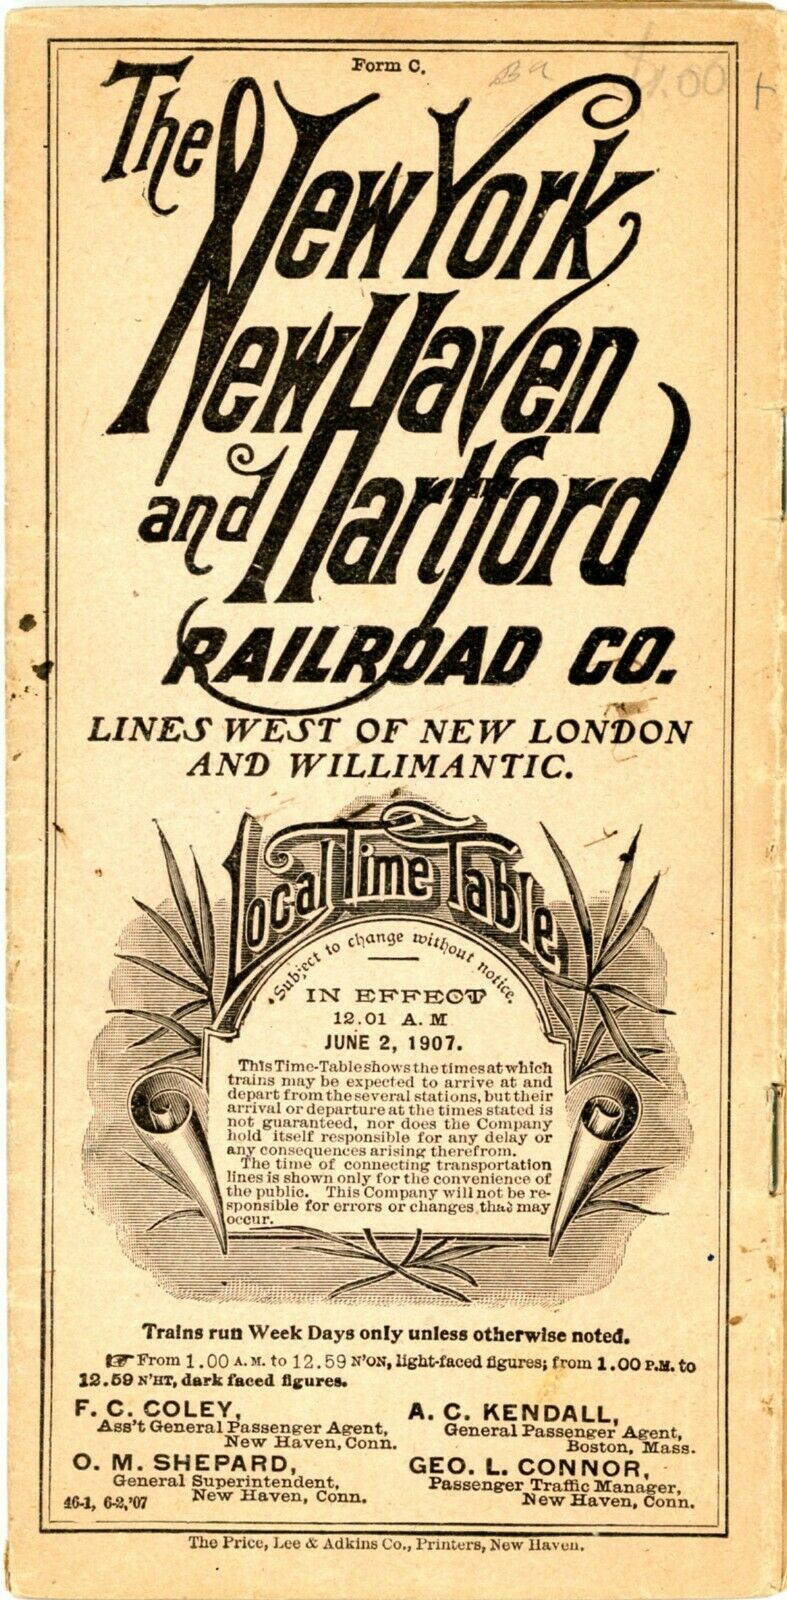 Form C.
Ba
$1.00
The
New York
New Haven
and Hartford
RAILROAD CO.
LINES WEST OF NEW LONDON
AND WILLIMANTIC.
Local Time Table
Subject to change without notice.
IN EFFECT
12.01 A. M
JUNE 2, 1907.
This Time-Table shows the times at which
trains may be expected to arrive at and
depart from the several stations, but their
arrival or departure at the times stated is
not guaranteed, nor does the Company
hold itself responsible for any delay or
any consequences arising therefrom.
The time of connecting transportation
lines is shown only for the convenience of
the public. This Company will not be re-
sponsible for errors or changes that may
occur.
Trains run Week Days only unless otherwise noted.
☞ From 1.00 A.M. to 12.59 N'ON, light-faced figures; from 1.00 P.M. to
12.59 N'HT, dark faced figures.
F. C. COLEY,
Ass't General Passenger Agent,
New Haven, Conn.
A. C. KENDALL,
General Passenger Agent,
Boston, Mass.
O. M. SHEPARD,
General Superintendent,
New Haven, Conn.
GEO. L. CONNOR,
Passenger Traffic Manager,
New Haven, Conn.
46-1, 6-2,'07
The Price, Lee & Adkins Co., Printers, New Haven.